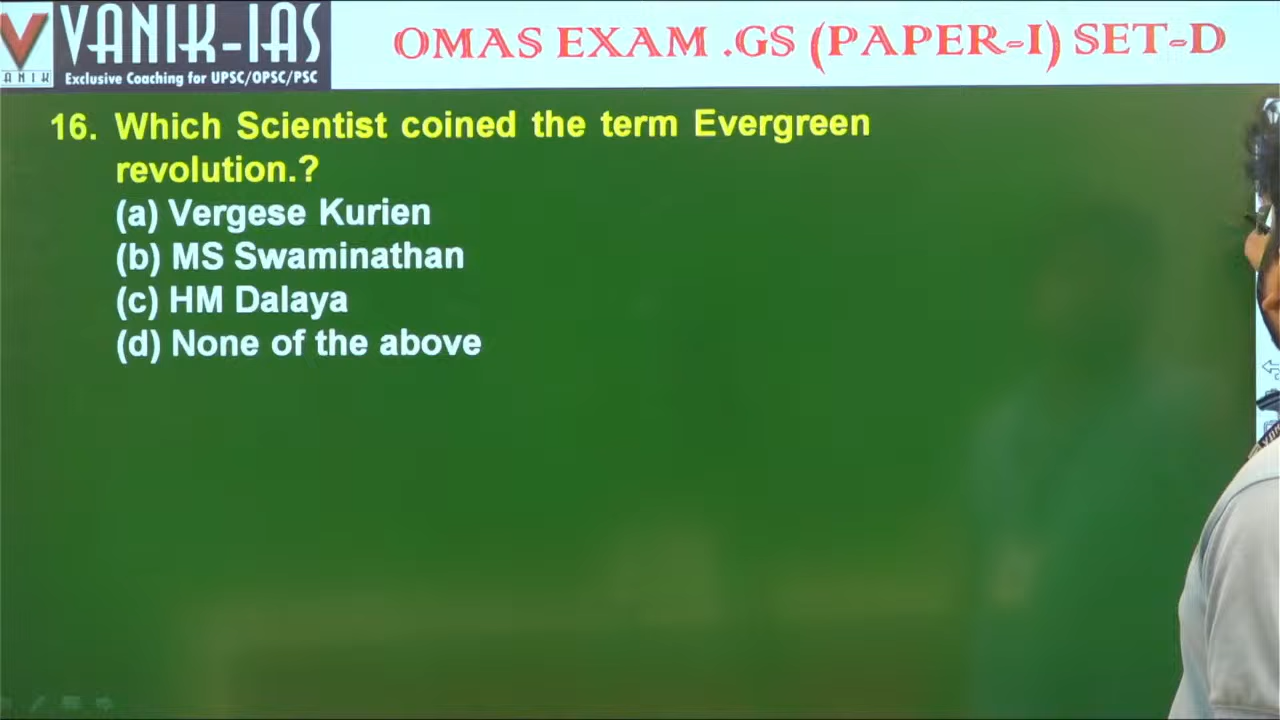 VANIK-IAS
VANIK
Exclusive Coaching for UPSC/OPSC/PSC
OMAS EXAM .GS (PAPER-I) SET-D
16. Which Scientist coined the term Evergreen
revolution.?
(a) Vergese Kurien
(b) MS Swaminathan
(c) HM Dalaya
(d) None of the above